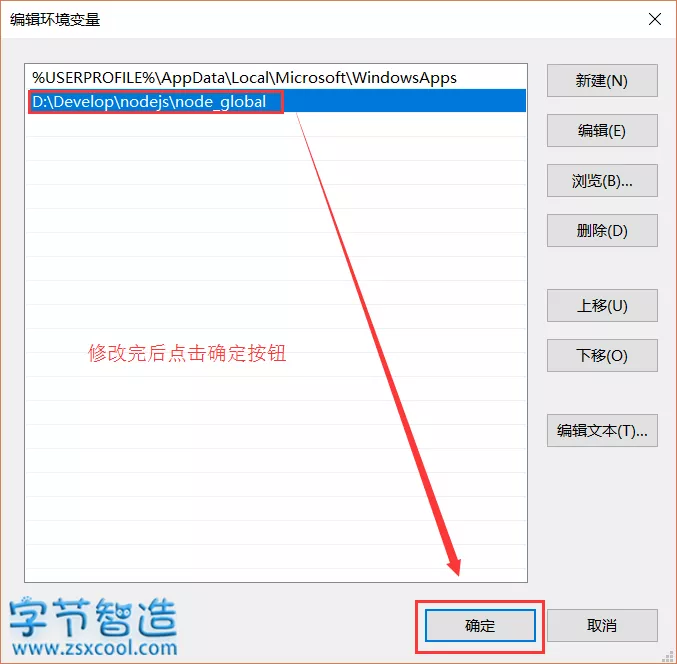 编辑环境变量
%USERPROFILE%\AppData\Local\Microsoft\WindowsApps
D:\Develop\nodejs\node_global
新建(N)
编辑(E)
浏览(B)...
删除(D)
上移(U)
下移(O)
编辑文本(T)...
修改完后点击确定按钮
确定
取消
字节智造
www.zsxcool.com